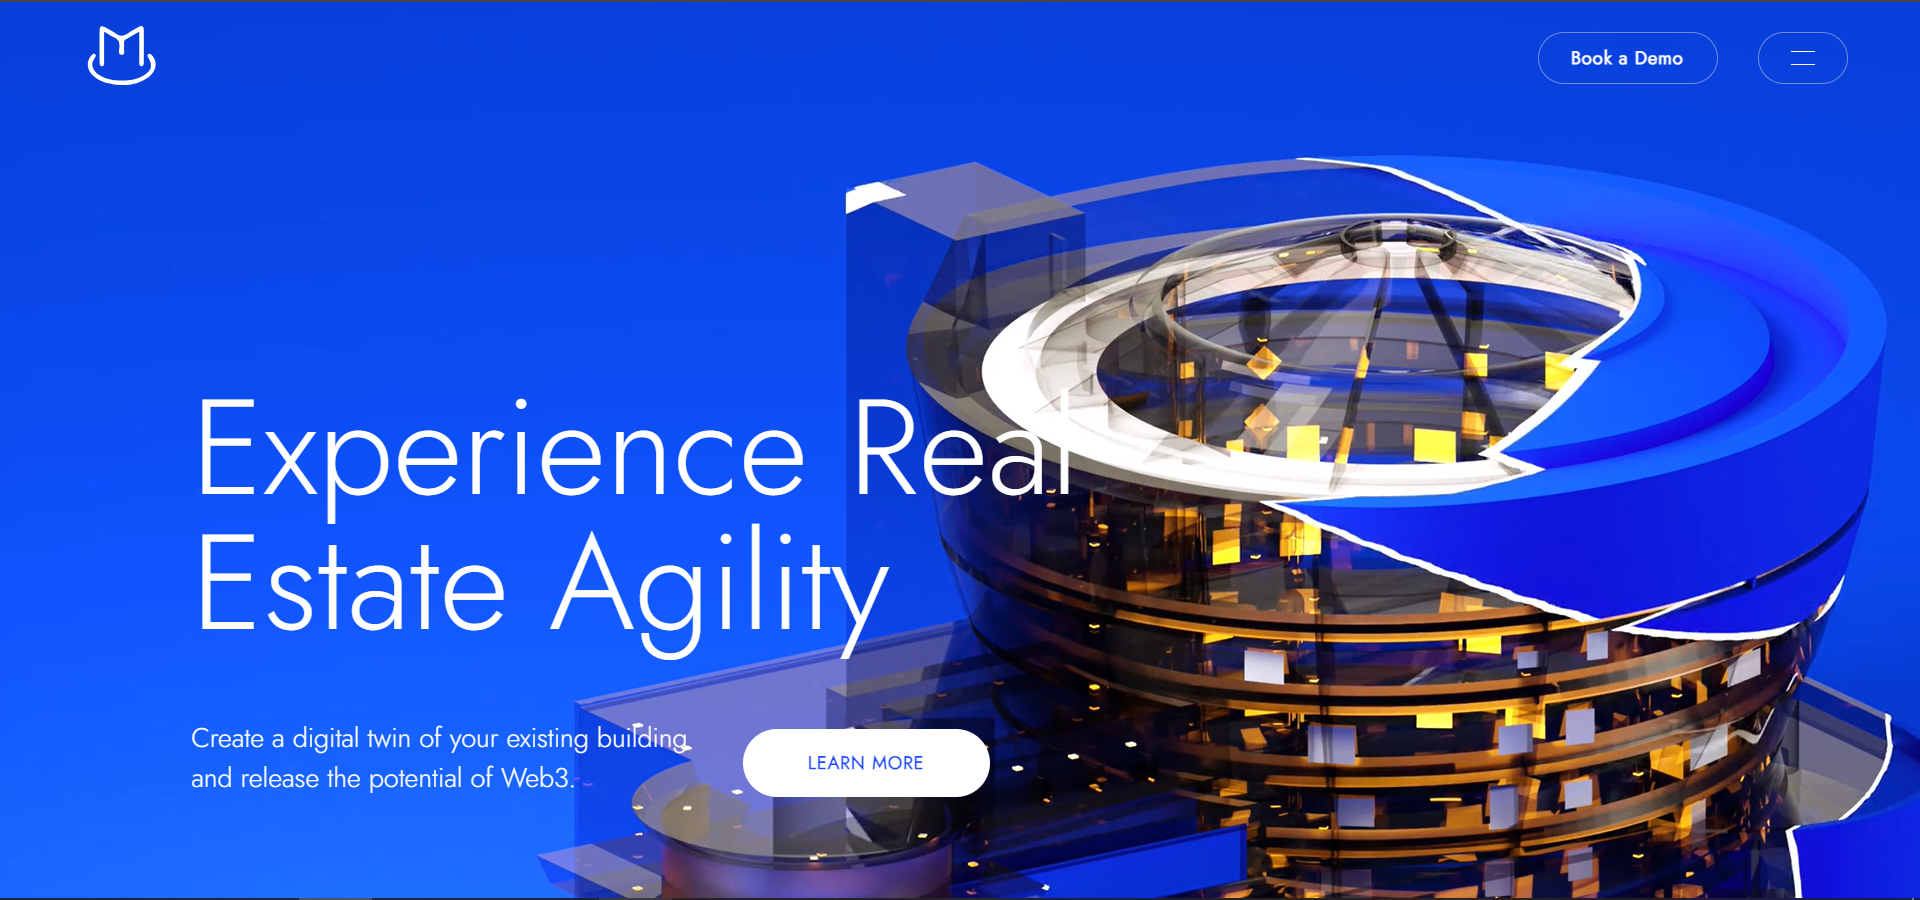 Book a Demo
Experience Real
Estate Agility
Create a digital twin of your existing building
and release the potential of Web3.
LEARN MORE